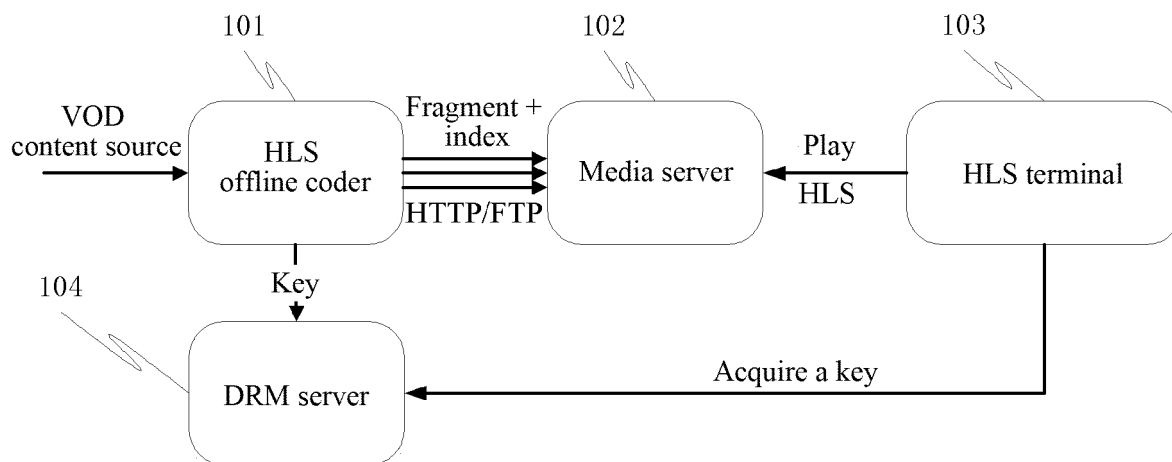 101
102
103
VOD
content source
HLS
offline coder
Fragment +
index
HTTP/FTP
Media server
Play
HLS
HLS terminal
Key
104
DRM server
Acquire a key